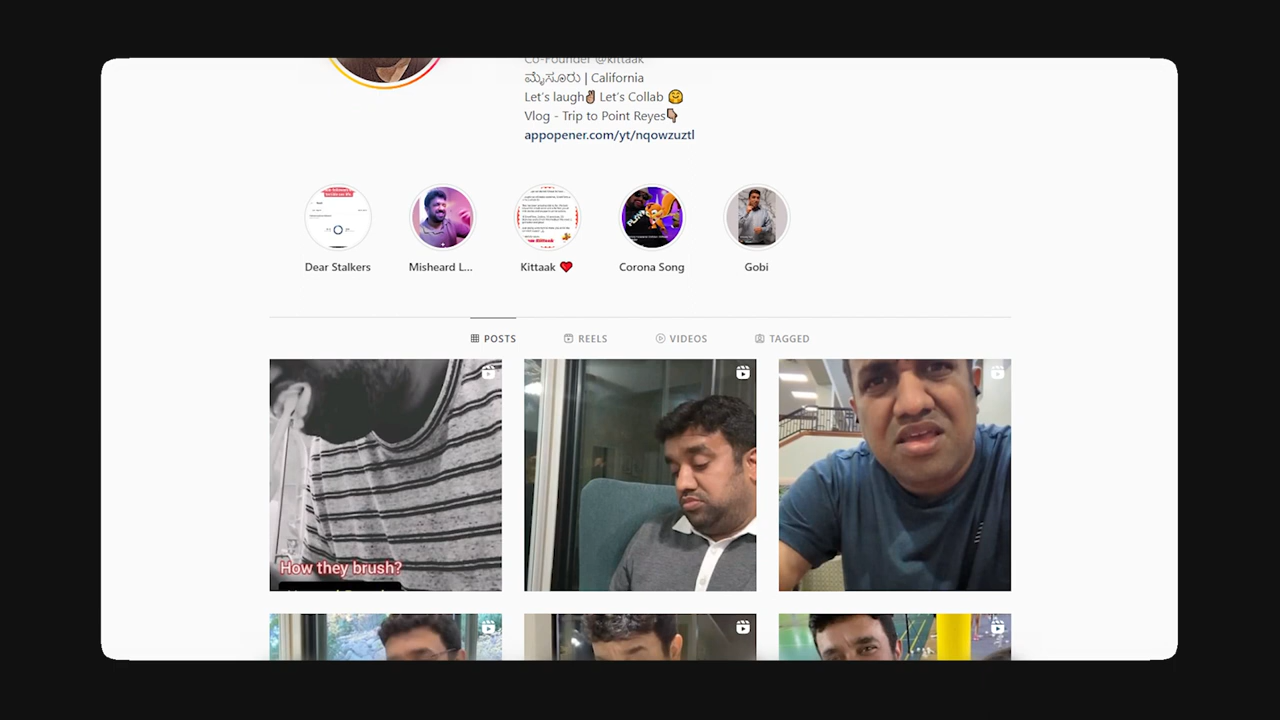 Co-Founder @kittaak
ಮೈಸೂರು | California
Let's laugh✌🏽 Let's Collab 🤗
Vlog - Trip to Point Reyes👇🏽
appopener.com/yt/nqowzuztl
Dear Stalkers
Misheard L...
Kittaak ❤️
Corona Song
Gobi
POSTS
REELS
VIDEOS
TAGGED
How they brush?